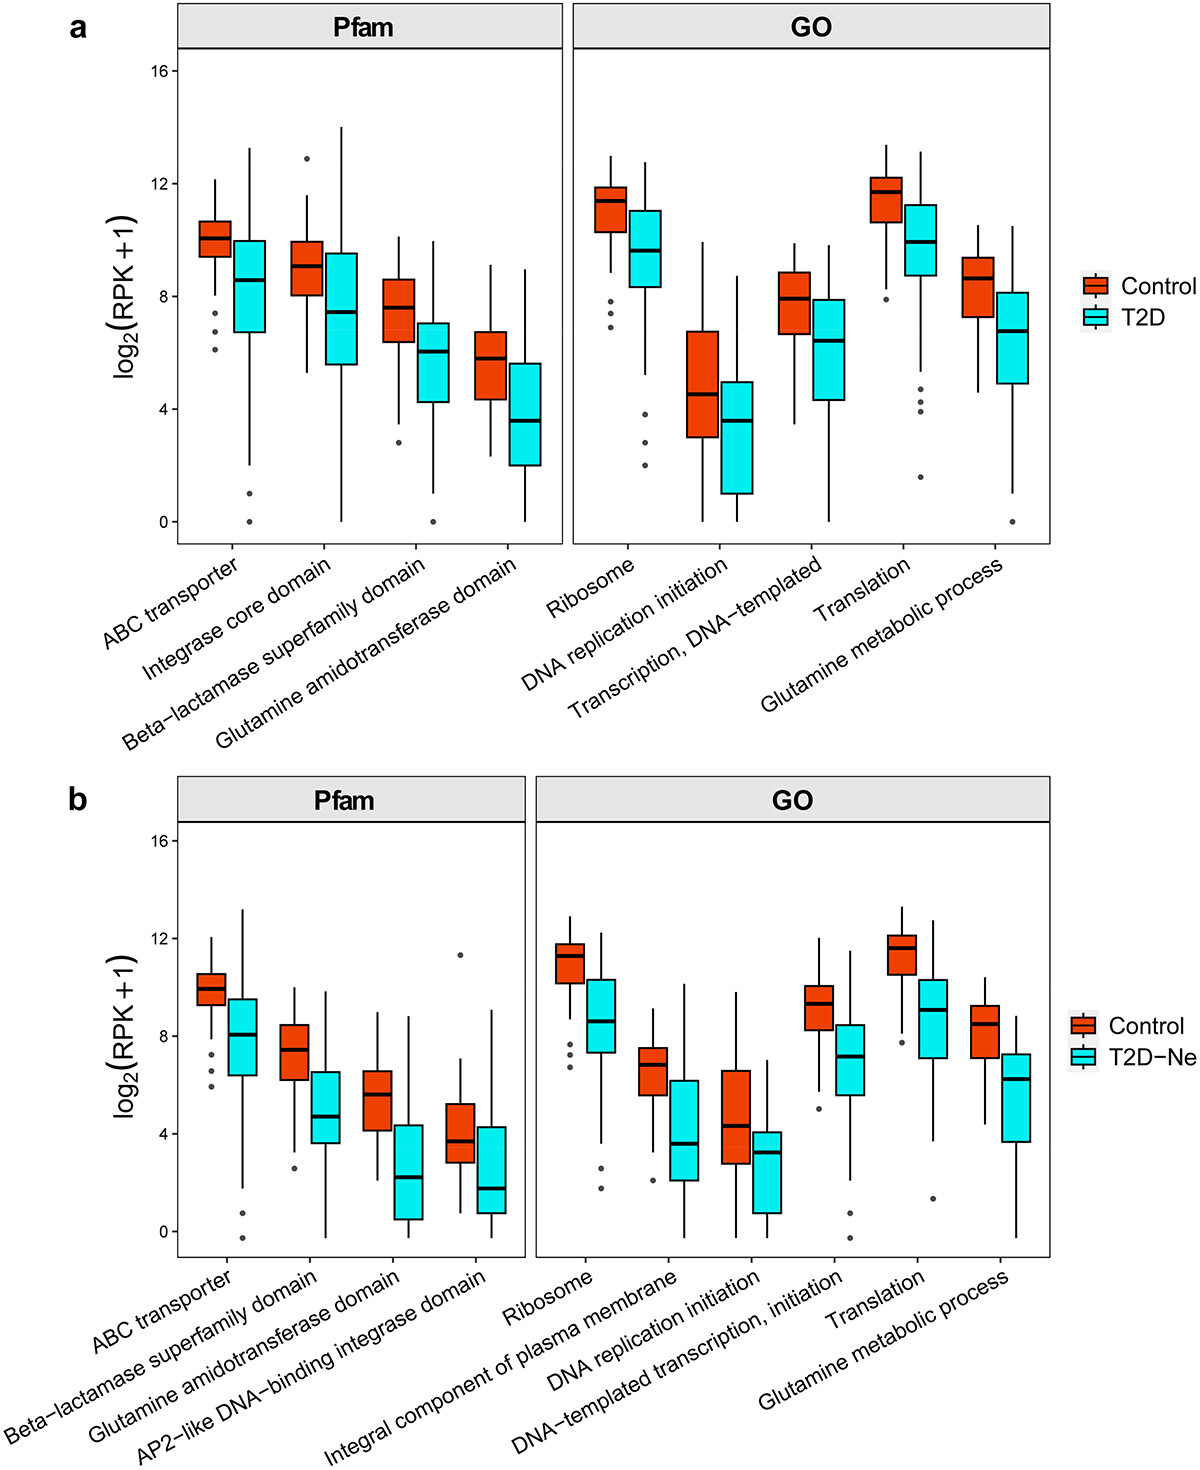 a
Pfam
GO
log2(RPK+1)
16
12
8
4
0
ABC transporter
Integrase core domain
Beta−lactamase superfamily domain
Glutamine amidotransferase domain
Ribosome
DNA replication initiation
Transcription, DNA−templated
Translation
Glutamine metabolic process
Control
T2D
b
Pfam
GO
log2(RPK+1)
16
12
8
4
0
ABC transporter
Beta−lactamase superfamily domain
Glutamine amidotransferase domain
AP2−like DNA−binding integrase domain
Ribosome
Integral component of plasma membrane
DNA replication initiation
DNA−templated transcription, initiation
Translation
Glutamine metabolic process
Control
T2D−Ne